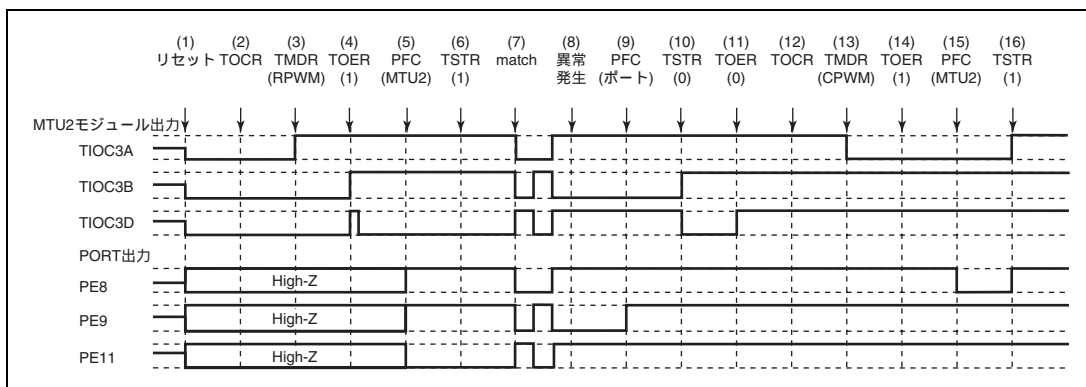 (1) (2) (3) (4) (5) (6) (7) (8) (9) (10) (11) (12) (13) (14) (15) (16)
リセット TOCR TMDR TOER PFC TSTR match 異常 PFC TSTR TOER TOCR TMDR TOER PFC TSTR
(RPWM) (1) (MTU2) (1) 発生 (ポート) (0) (0) (CPWM) (1) (MTU2) (1)
MTU2モジュール出力
TIOC3A
TIOC3B
TIOC3D
PORT出力
PE8 High-Z
PE9 High-Z
PE11 High-Z